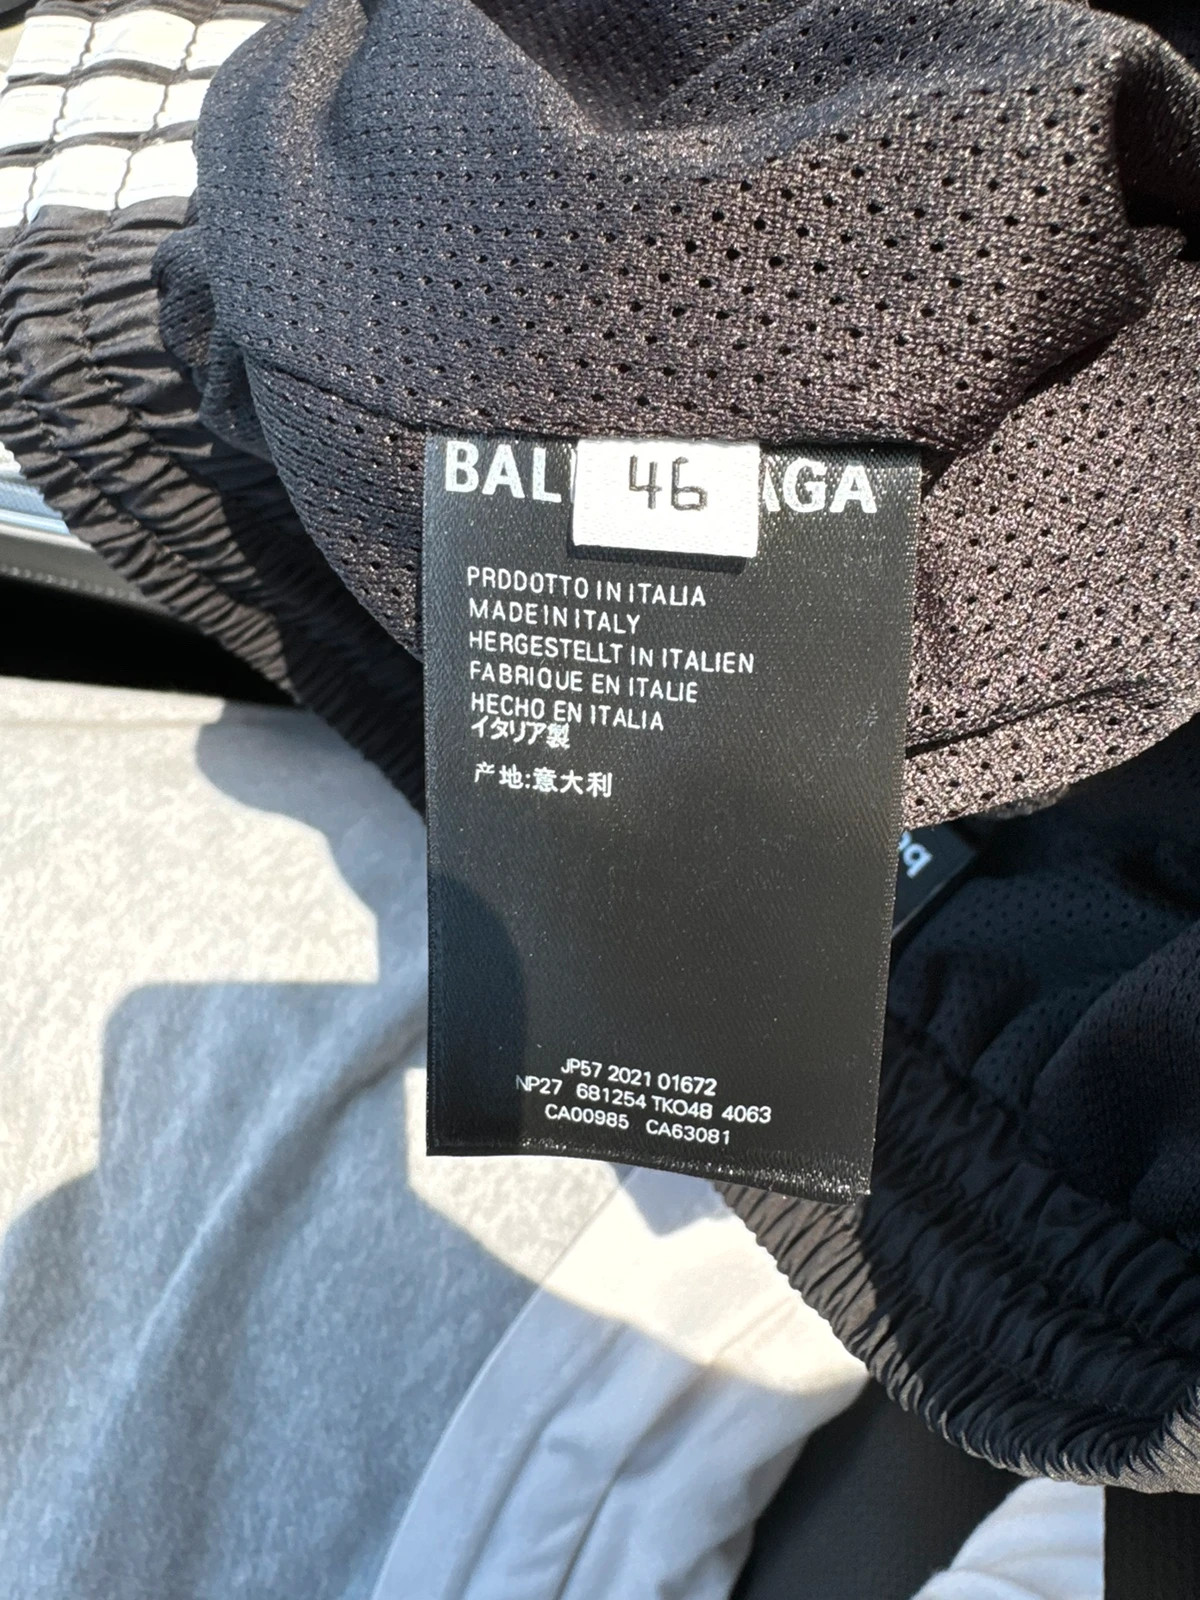 BAL 46 AGA
PRODOTTO IN ITALIA
MADE IN ITALY
HERGESTELLT IN ITALIEN
FABRIQUE EN ITALIE
HECHO EN ITALIA
イタリア製
产地:意大利
JP57 2021 01672
NP27 681254 TKO48 4063
CA00985 CA63081